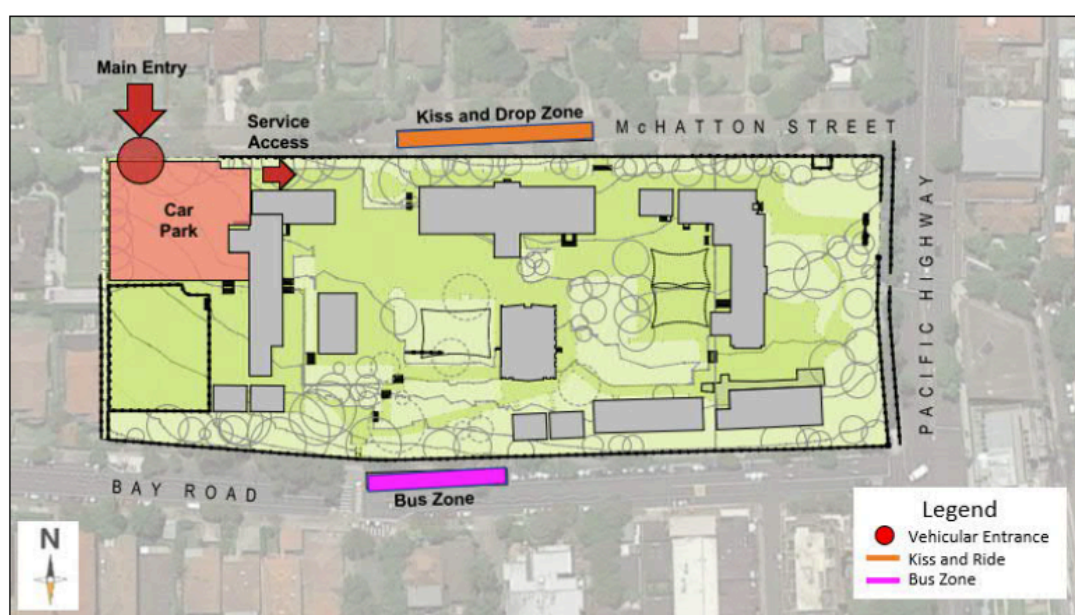 Main Entry
Service
Access
Kiss and Drop Zone
McHATTON STREET
Car
Park
PACIFIC HIGHWAY
BAY ROAD
Bus Zone
N
Legend
Vehicular Entrance
Kiss and Ride
Bus Zone